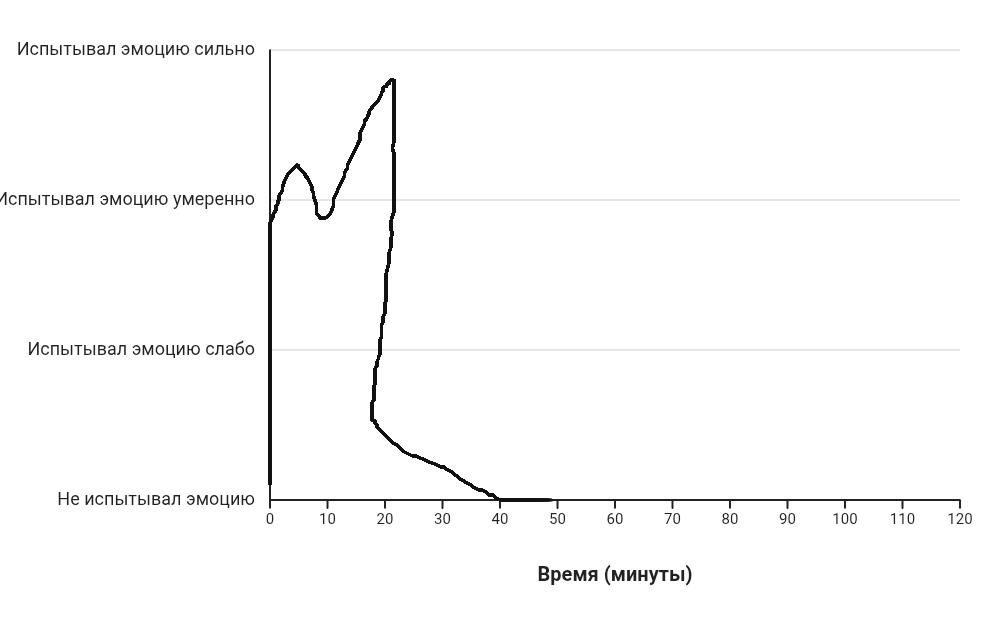 Испытывал эмоцию сильно
Испытывал эмоцию умеренно
Испытывал эмоцию слабо
Не испытывал эмоцию
0 10 20 30 40 50 60 70 80 90 100 110 120
Время (минуты)